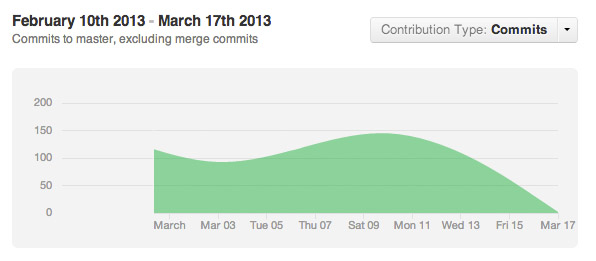 February 10th 2013 - March 17th 2013
Commits to master, excluding merge commits
Contribution Type: Commits
200
150
100
50
0
March Mar 03 Tue 05 Thu 07 Sat 09 Mon 11 Wed 13 Fri 15 Mar 17